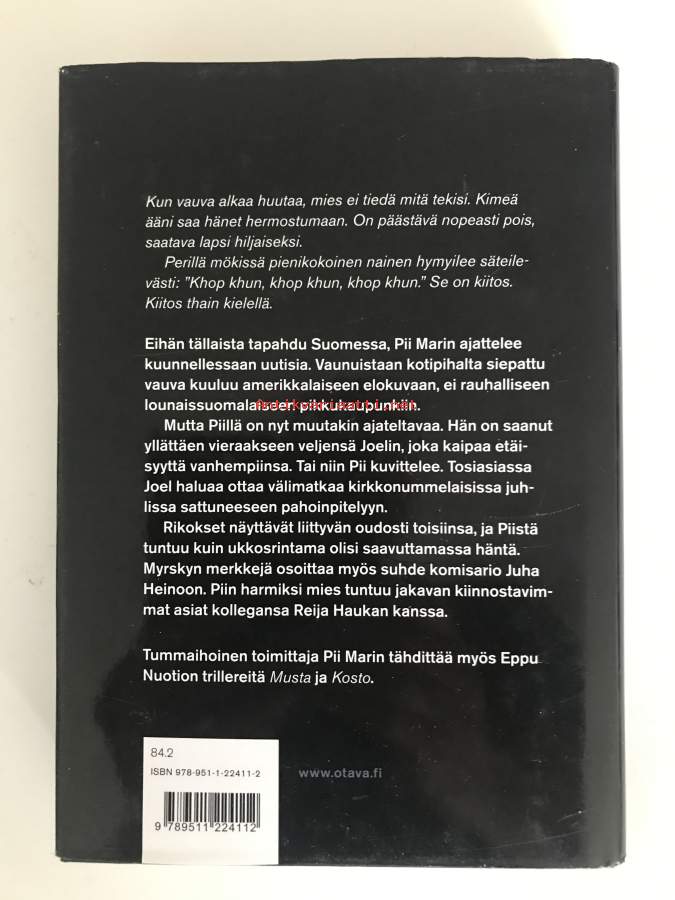 Kun vauva alkaa huutaa, mies ei tiedä mitä tekisi. Kimeä
ääni saa hänet hermostumaan. On päästävä nopeasti pois,
saatava lapsi hiljaiseksi.
Perillä mökissä pienikokoinen nainen hymyilee säteile-
västi: ”Khop khun, khop khun, khop khun.” Se on kiitos.
Kiitos thain kielellä.
Eihän tällaista tapahdu Suomessa, Pii Marin ajattelee
kuunnellessaan uutisia. Vaunuistaan kotipihalta siepattu
vauva kuuluu amerikkalaiseen elokuvaan, ei rauhalliseen
lounaissuomalaiseen pikkukaupunkiin.
Antikvariaatti.net
Mutta Piillä on nyt muutakin ajateltavaa. Hän on saanut
yllättäen vieraakseen veljensä Joelin, joka kaipaa etäi-
syyttä vanhempiinsa. Tai niin Pii kuvittelee. Tosiasiassa
Joel haluaa ottaa välimatkaa kirkkonummelaisissa juh-
lissa sattuneeseen pahoinpitelyyn.
Rikokset näyttävät liittyvän oudosti toisiinsa, ja Piistä
tuntuu kuin ukkosrintama olisi saavuttamassa häntä.
Myrskyn merkkejä osoittaa myös suhde komisario Juha
Heinoon. Piin harmiksi mies tuntuu jakavan kiinnostavim-
mat asiat kollegansa Reija Haukan kanssa.
Tummaihoinen toimittaja Pii Marin tähdittää myös Eppu
Nuotion trillereitä Musta ja Kosto.
84.2
ISBN 978-951-1-22411-2
www.otava.fi
9 789511 224112